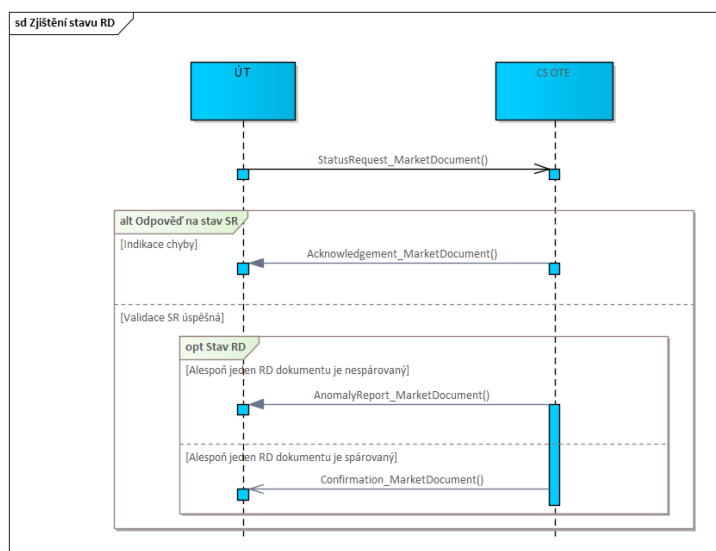 sd Zjištění stavu RD
ÚT
CS OTE
StatusRequest_MarketDocument()
alt Odpověď na stav SR
[Indikace chyby]
Acknowledgement_MarketDocument()
[Validace SR úspěšná]
opt Stav RD
[Alespoň jeden RD dokumentu je nespárovaný]
AnomalyReport_MarketDocument()
[Alespoň jeden RD dokumentu je spárovaný]
Confirmation_MarketDocument()